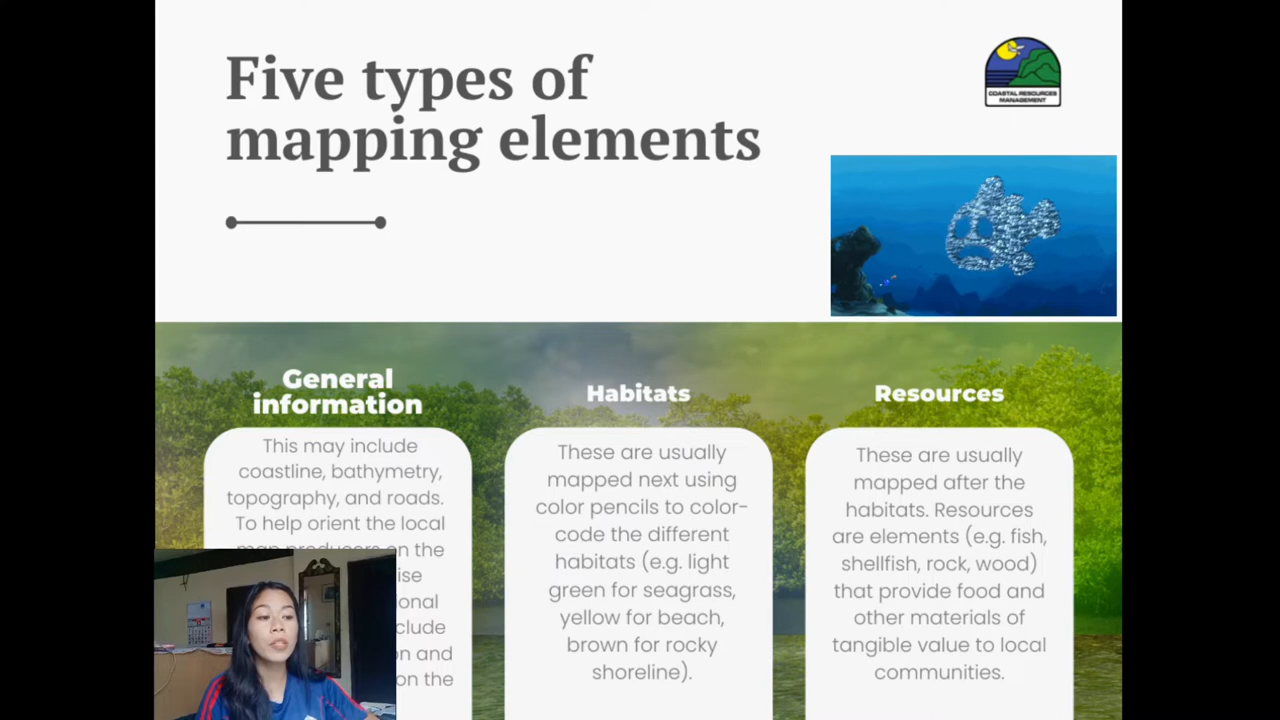 Five types of
mapping elements
COASTAL RESOURCES
MANAGEMENT
General
information
This may include
coastline, bathymetry,
topography, and roads.
To help orient the local
on the
ise
onal
clude
on and
on the
Habitats
These are usually
mapped next using
color pencils to color-
code the different
habitats (e.g. light
green for seagrass,
yellow for beach,
brown for rocky
shoreline).
Resources
These are usually
mapped after the
habitats. Resources
are elements (e.g. fish,
shellfish, rock, wood)
that provide food and
other materials of
tangible value to local
communities.